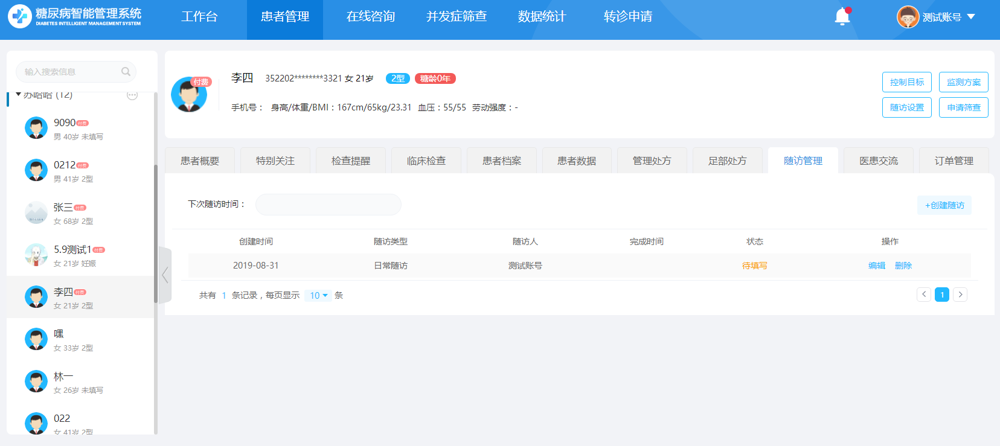 糖尿病智能管理系统
DIABETES INTELLIGENT MANAGEMENT SYSTEM
工作台 患者管理 在线咨询 并发症筛查 数据统计 转诊申请
测试账号
输入搜索信息
苏哈哈 (12)
9090 付费
男 40岁 未填写
0212 付费
男 41岁 2型
张三 付费
女 68岁 2型
5.9测试1 付费
女 21岁 妊娠
李四 付费
女 21岁 2型
嘿
女 33岁 2型
林一
女 26岁 未填写
022
女 41岁 2型
付费
李四 352202********3321 女 21岁 2型 糖龄0年
手机号： 身高/体重/BMI：167cm/65kg/23.31 血压：55/55 劳动强度：-
控制目标 监测方案
随访设置 申请筛查
患者概要 特别关注 检查提醒 临床检查 患者档案 患者数据 管理处方 足部处方 随访管理 医患交流 订单管理
下次随访时间：
+创建随访
创建时间 随访类型 随访人 完成时间 状态 操作
2019-08-31 日常随访 测试账号 待填写 编辑 删除
共有 1 条记录，每页显示 10 条
1